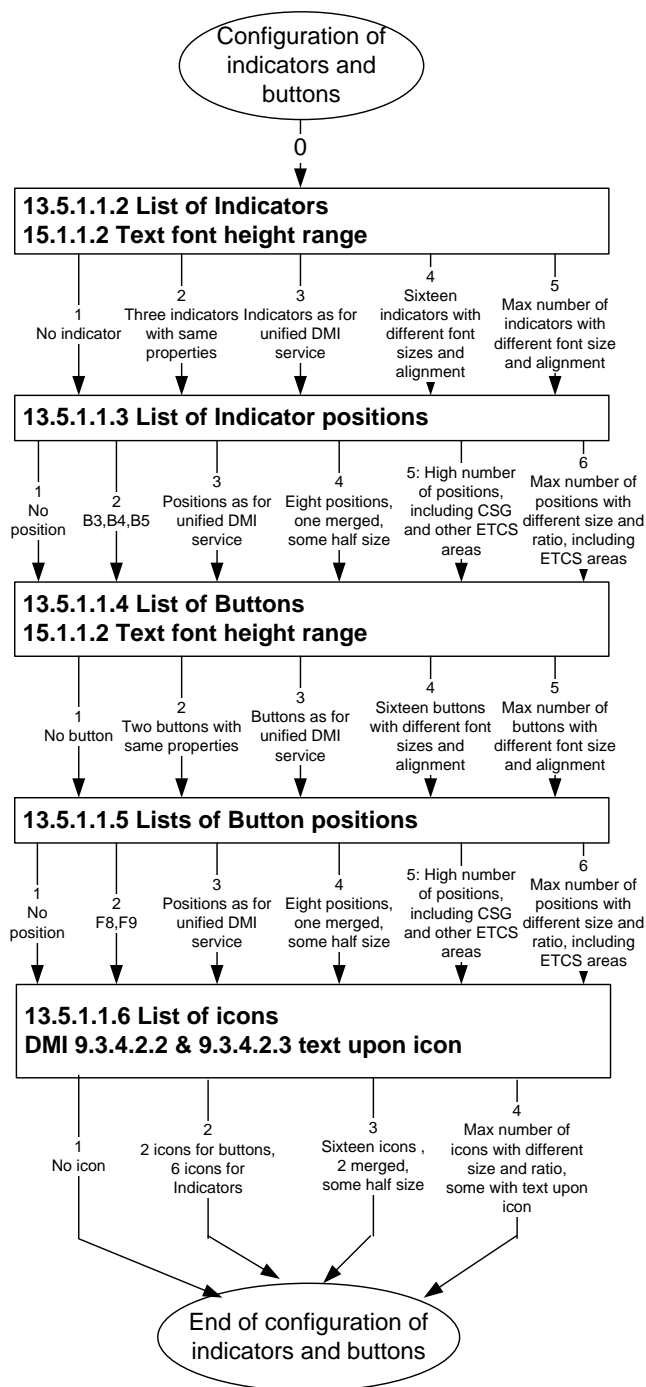 Configuration of
indicators and
buttons
0
13.5.1.1.2 List of Indicators
15.1.1.2 Text font height range
1
No indicator
2
Three indicators
with same
properties
3
Indicators as for
unified DMI
service
4
Sixteen
indicators with
different font
sizes and
alignment
5
Max number of
indicators with
different font size
and alignment
13.5.1.1.3 List of Indicator positions
1
No
position
2
B3,B4,B5
3
Positions as for
unified DMI
service
4
Eight positions,
one merged,
some half size
5: High number
of positions,
including CSG
and other ETCS
areas
6
Max number of
positions with
different size and
ratio, including
ETCS areas
13.5.1.1.4 List of Buttons
15.1.1.2 Text font height range
1
No button
2
Two buttons with
same properties
3
Buttons as for
unified DMI
service
4
Sixteen buttons
with different font
sizes and
alignment
5
Max number of
buttons with
different font size
and alignment
13.5.1.1.5 Lists of Button positions
1
No
position
2
F8,F9
3
Positions as for
unified DMI
service
4
Eight positions,
one merged,
some half size
5: High number
of positions,
including CSG
and other ETCS
areas
6
Max number of
positions with
different size and
ratio, including
ETCS areas
13.5.1.1.6 List of icons
DMI 9.3.4.2.2 & 9.3.4.2.3 text upon icon
1
No icon
2
2 icons for buttons,
6 icons for
Indicators
3
Sixteen icons ,
2 merged,
some half size
4
Max number of
icons with different
size and ratio,
some with text upon
icon
End of configuration of
indicators and buttons